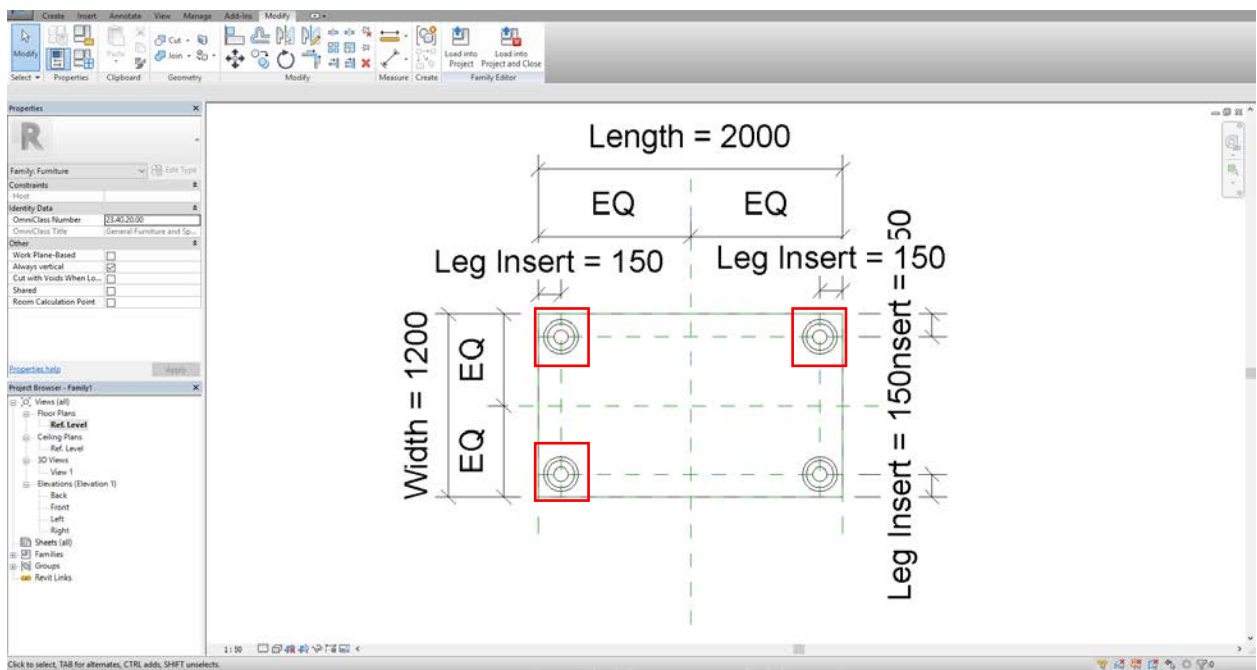 Create Insert Annotate View Manage Add-Ins Modify
Modify
Paste
Cut
Join
Load into Project
Load into Project and Close
Select Properties Clipboard Geometry Modify Measure Create Family Editor
Properties
R
Family: Furniture
Edit Type
Constraints
Host
Identity Data
OmniClass Number 23.40.20.00
OmniClass Title General Furniture and Sp...
Other
Work Plane-Based
Always vertical
Cut with Voids When Lo...
Shared
Room Calculation Point
Properties help
Apply
Project Browser - Family1
Views (all)
Floor Plans
Ref. Level
Ceiling Plans
Ref. Level
3D Views
View 1
Elevations (Elevation 1)
Back
Front
Left
Right
Sheets (all)
Families
Groups
Revit Links
Length = 2000
EQ EQ
Leg Insert = 150
Leg Insert = 150
Width = 1200
EQ
EQ
Leg Insert = 150
nsert = 50
1 : 50
Click to select, TAB for alternates, CTRL adds, SHIFT unselects.
:0